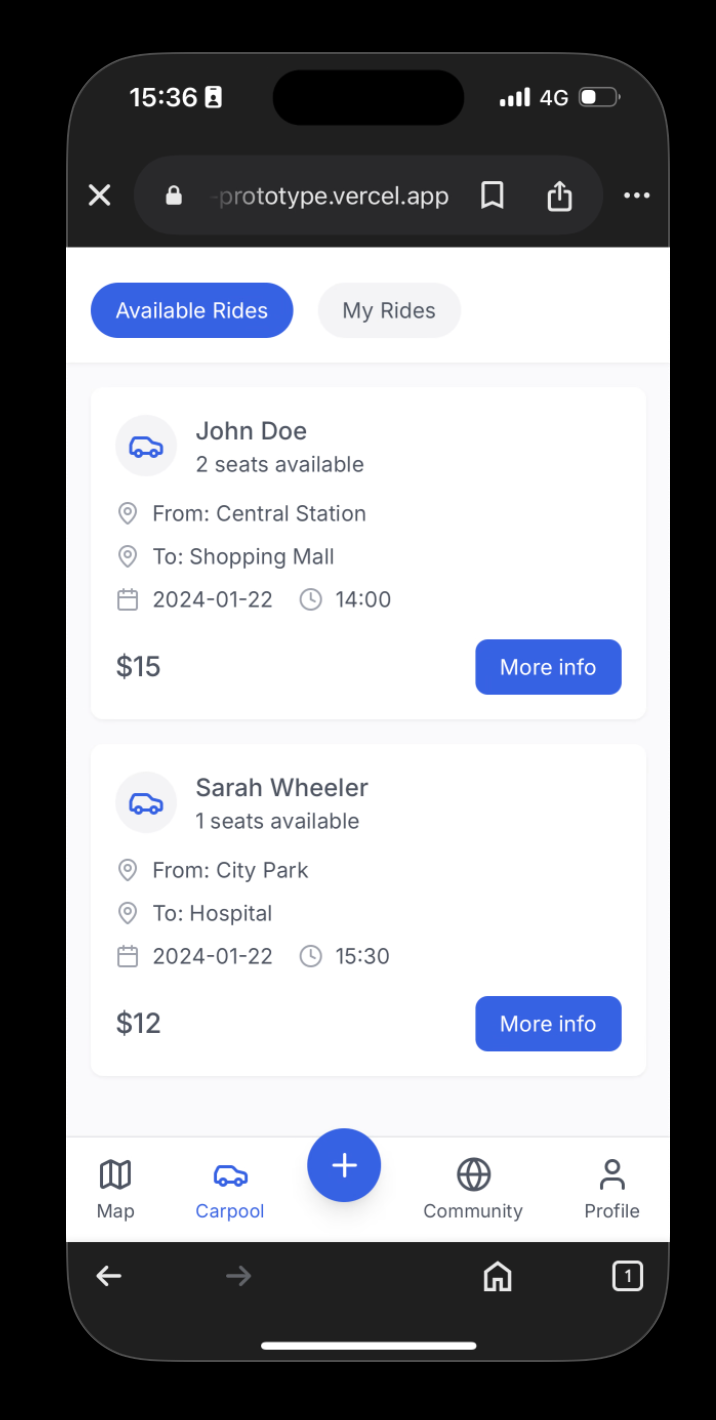 15:36 4G
-prototype.vercel.app
Available Rides My Rides
John Doe
2 seats available
From: Central Station
To: Shopping Mall
2024-01-22 14:00
$15 More info
Sarah Wheeler
1 seats available
From: City Park
To: Hospital
2024-01-22 15:30
$12 More info
Map Carpool Community Profile
1